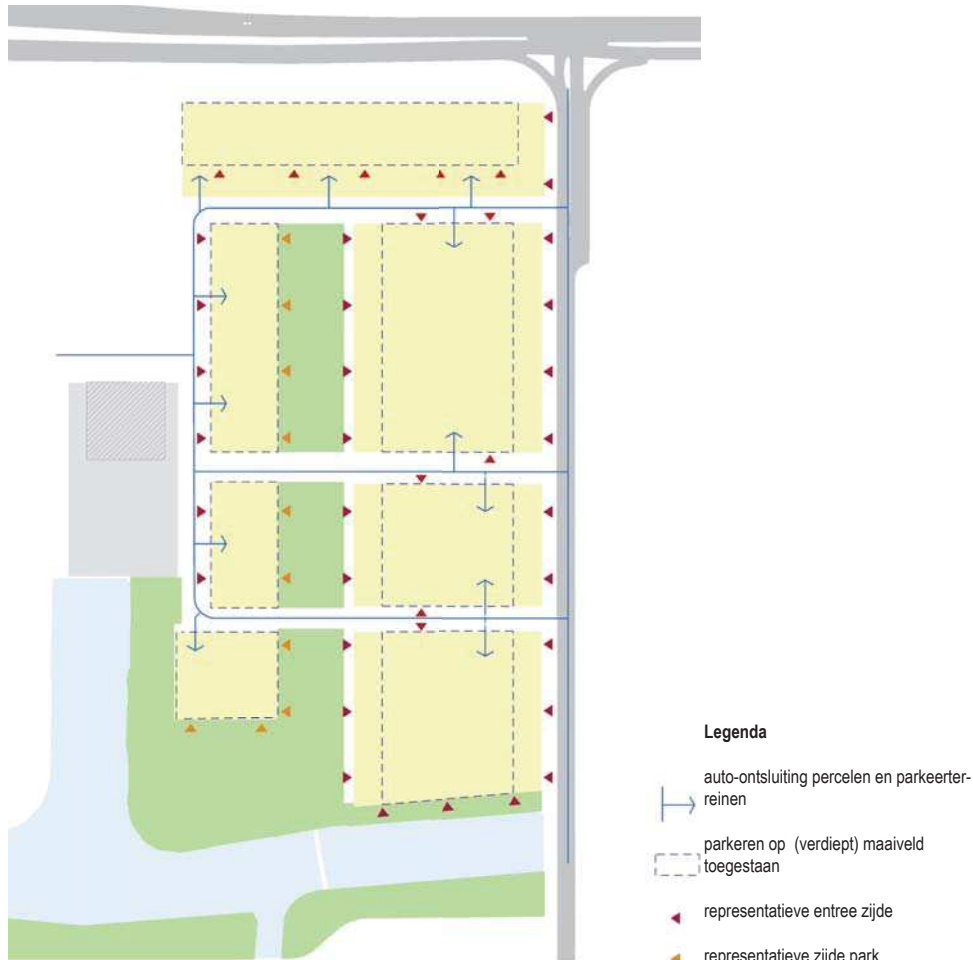 Legenda
auto-ontsluiting percelen en parkeerter-
reinen
parkeren op (verdiept) maaiveld
toegestaan
representatieve entree zijde
representatieve zijde park